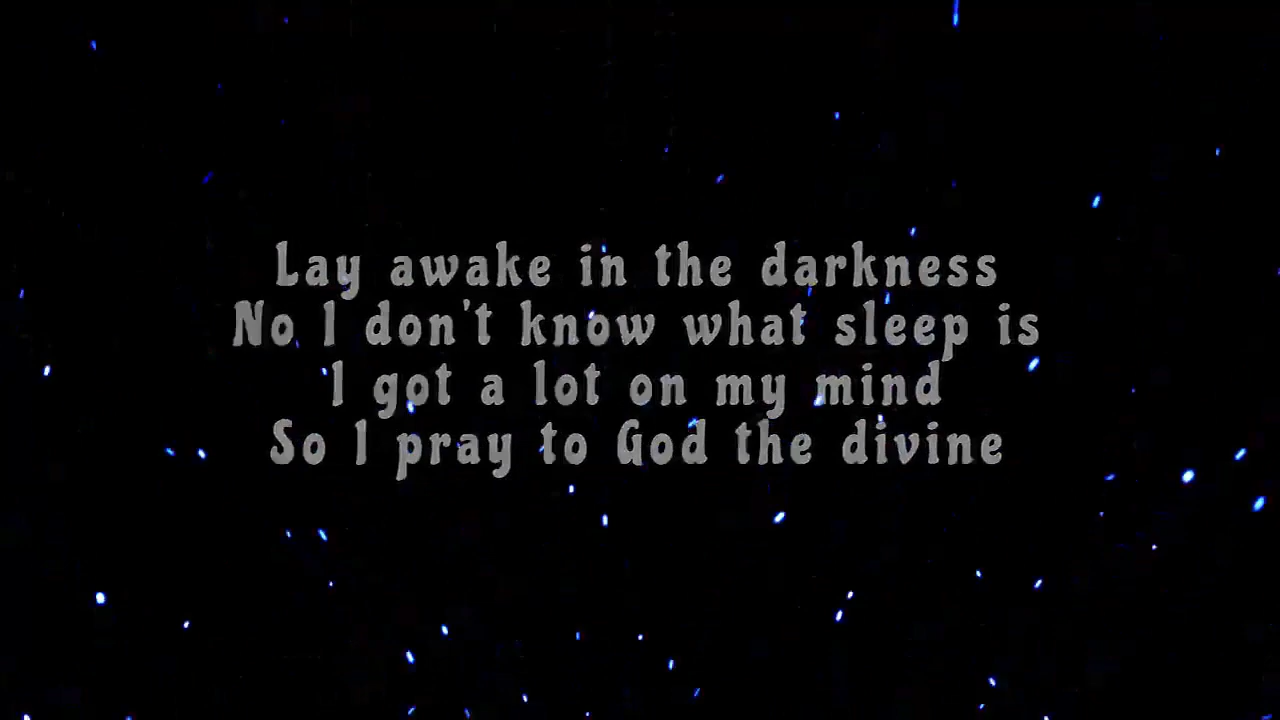 Lay awake in the darkness
No I don't know what sleep is
I got a lot on my mind
So I pray to God the divine